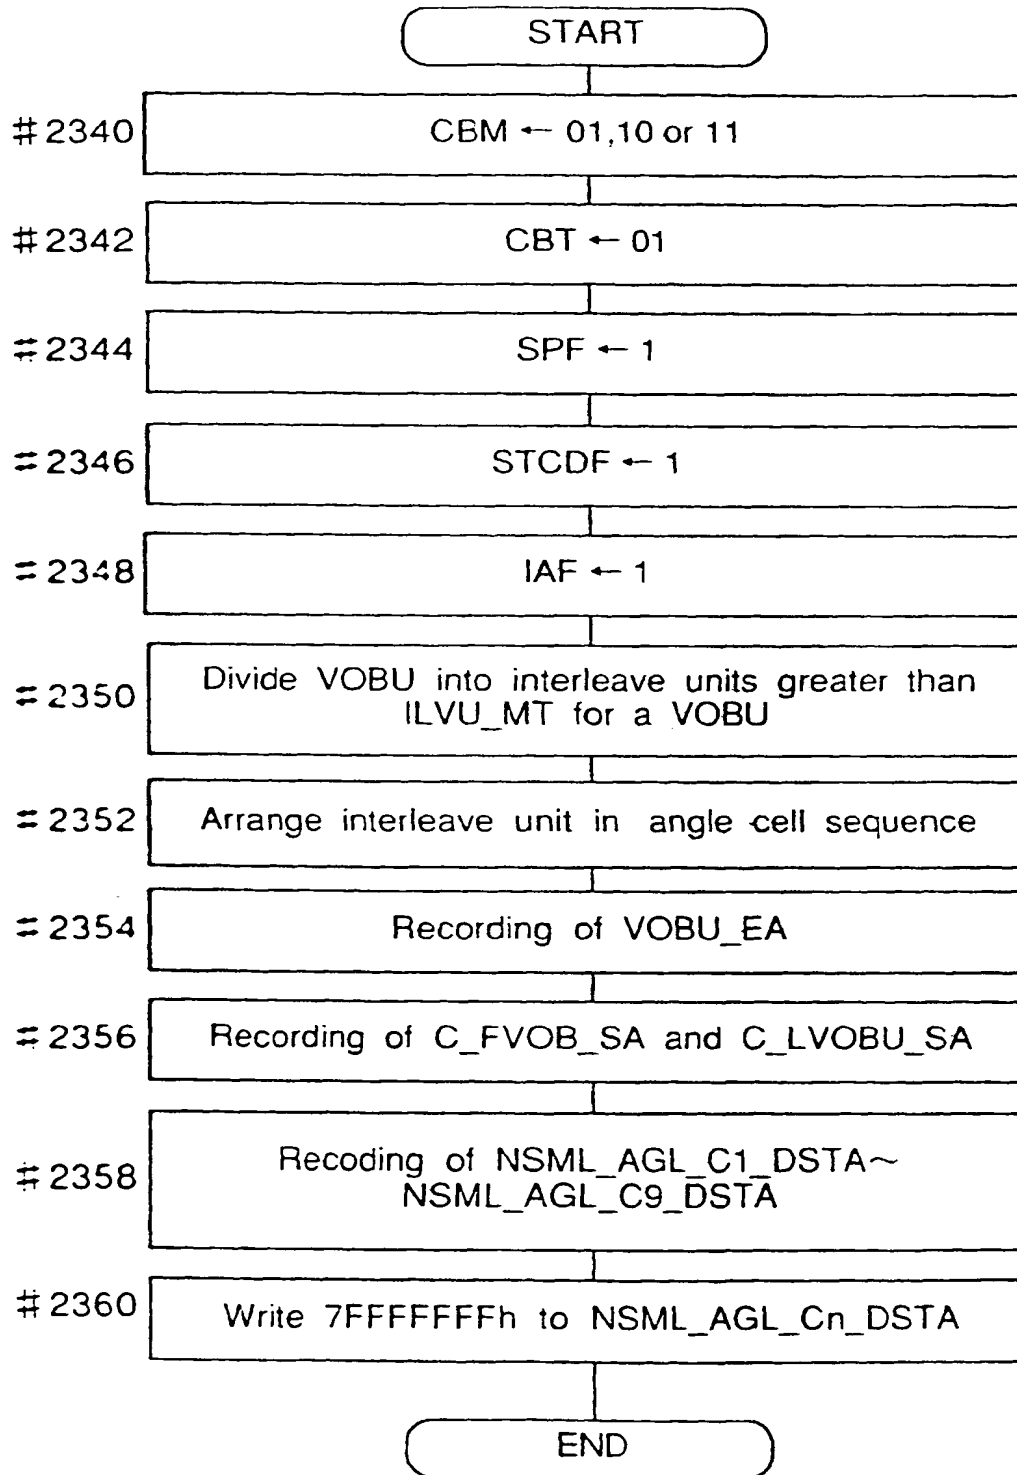 START
#2340 CBM ← 01,10 or 11
#2342 CBT ← 01
#2344 SPF ← 1
#2346 STCDF ← 1
#2348 IAF ← 1
#2350 Divide VOBU into interleave units greater than
ILVU_MT for a VOBU
#2352 Arrange interleave unit in angle cell sequence
#2354 Recording of VOBU_EA
#2356 Recording of C_FVOB_SA and C_LVOBU_SA
#2358 Recoding of NSML_AGL_C1_DSTA~
NSML_AGL_C9_DSTA
#2360 Write 7FFFFFFFh to NSML_AGL_Cn_DSTA
END